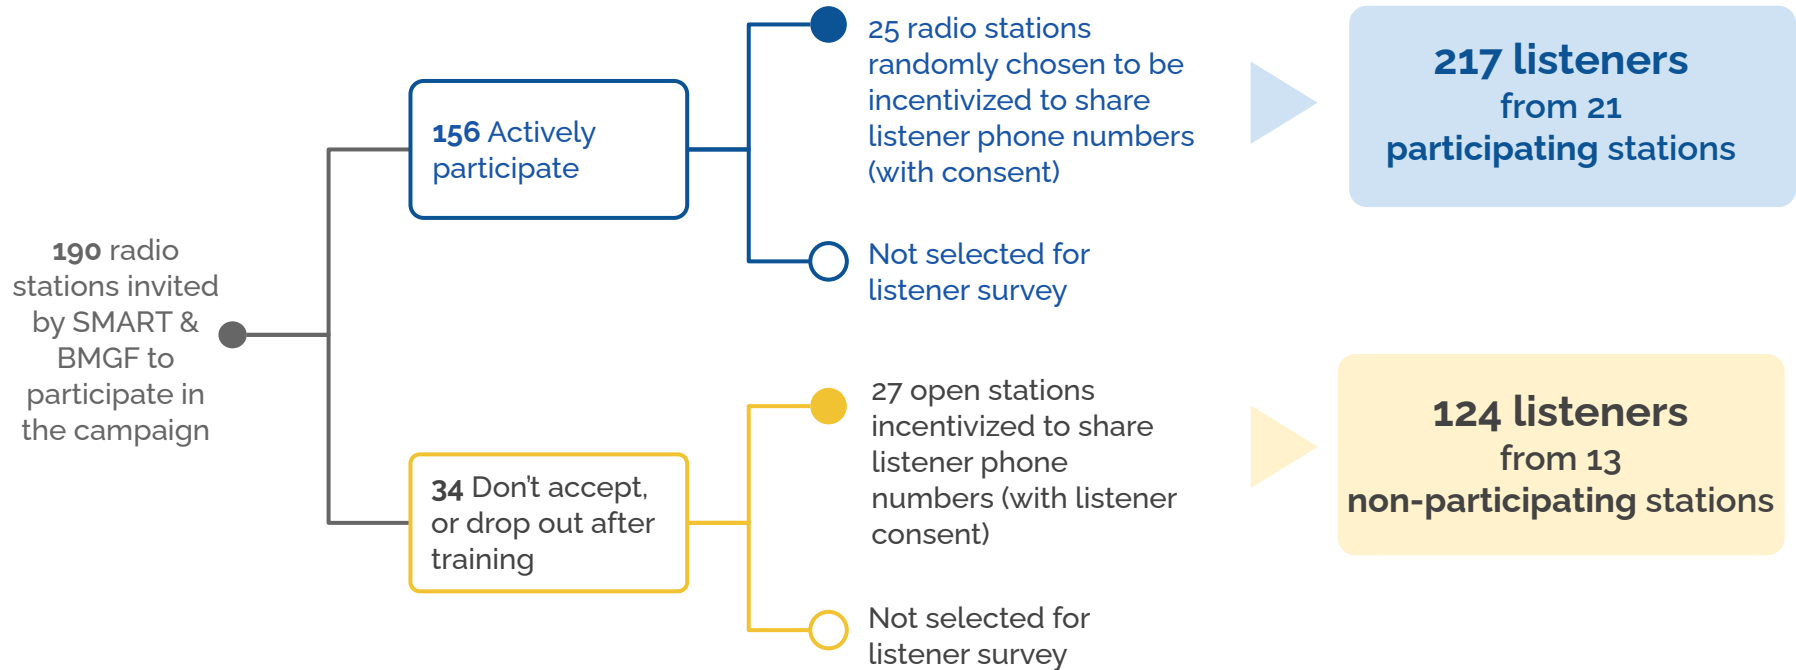 190 radio
stations invited
by SMART &
BMGF to
participate in
the campaign
156 Actively
participate
25 radio stations
randomly chosen to be
incentivized to share
listener phone numbers
(with consent)
217 listeners
from 21
participating stations
Not selected for
listener survey
34 Don't accept,
or drop out after
training
27 open stations
incentivized to share
listener phone
numbers (with listener
consent)
124 listeners
from 13
non-participating stations
Not selected for
listener survey